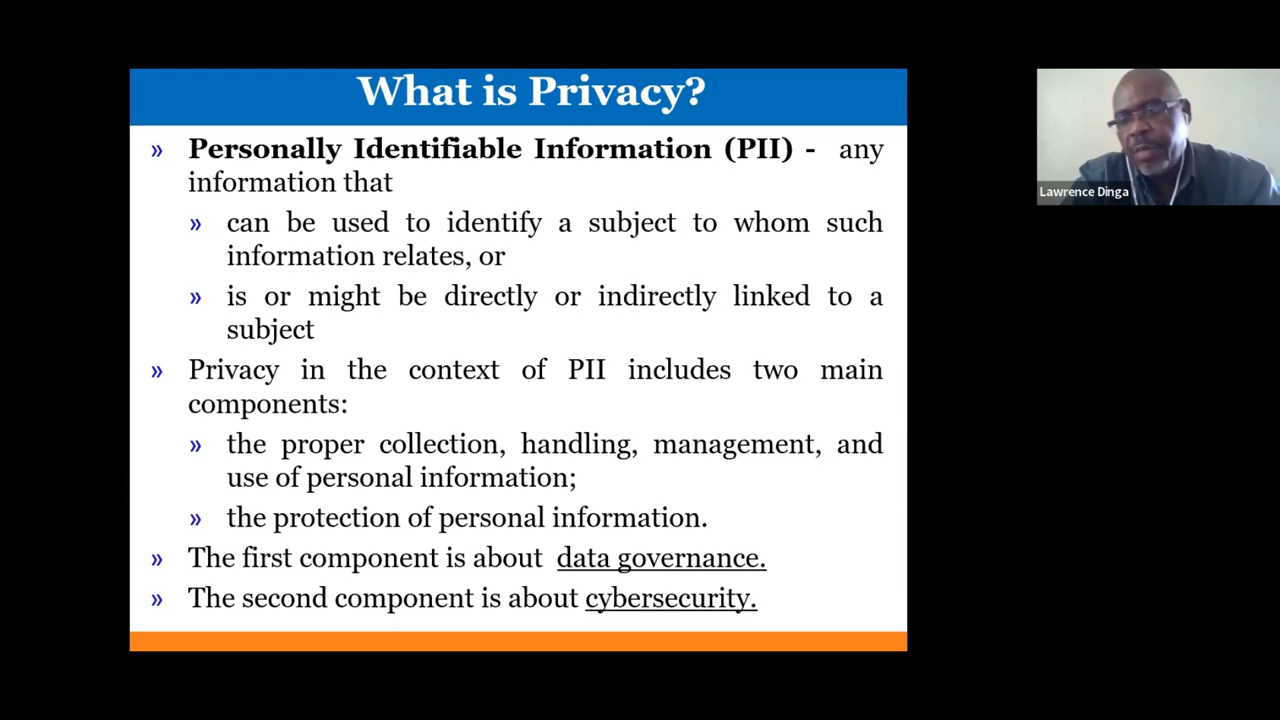 What is Privacy?
» Personally Identifiable Information (PII) - any
information that
» can be used to identify a subject to whom such
information relates, or
» is or might be directly or indirectly linked to a
subject
» Privacy in the context of PII includes two main
components:
» the proper collection, handling, management, and
use of personal information;
» the protection of personal information.
» The first component is about data governance.
» The second component is about cybersecurity.
Lawrence Dinga